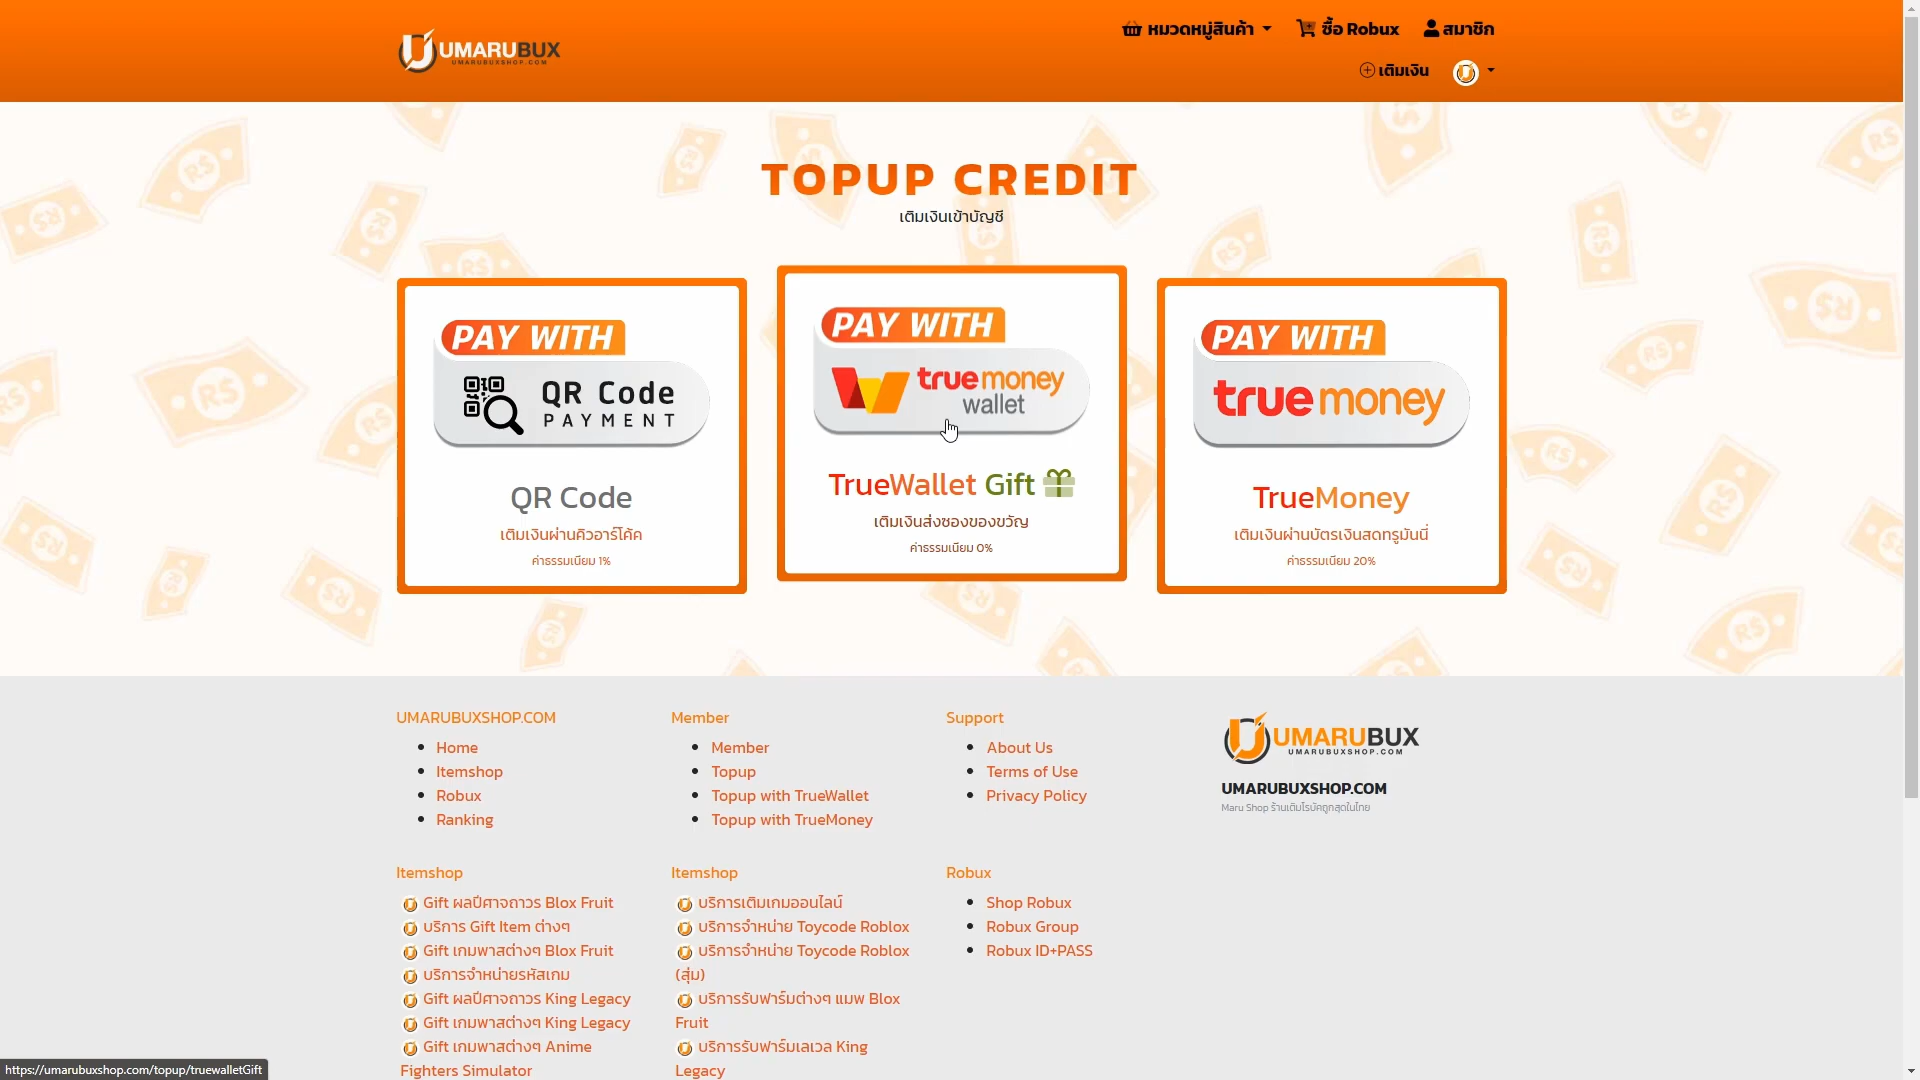 UMARUBUX
UMARUBUXSHOP.COM
หมวดหมู่สินค้า
ซื้อ Robux
สมาชิก
เติมเงิน
TOPUP CREDIT
เติมเงินเข้าบัญชี
PAY WITH
QR Code
PAYMENT
QR Code
เติมเงินผ่านคิวอาร์โค้ค
ค่าธรรมเนียม 1%
PAY WITH
truemoney
wallet
TrueWallet Gift
เติมเงินส่งซองของขวัญ
ค่าธรรมเนียม 0%
PAY WITH
true money
TrueMoney
เติมเงินผ่านบัตรเงินสดทรูมันนี่
ค่าธรรมเนียม 20%
UMARUBUXSHOP.COM
Home
Itemshop
Robux
Ranking
Member
Member
Topup
Topup with TrueWallet
Topup with TrueMoney
Support
About Us
Terms of Use
Privacy Policy
UMARUBUX
UMARUBUXSHOP.COM
UMARUBUXSHOP.COM
Maru Shop ร้านเติมโรบัคถูกสุดในไทย
Itemshop
Gift ผลปีศาจถาวร Blox Fruit
บริการ Gift Item ต่างๆ
Gift เกมพาสต่างๆ Blox Fruit
บริการจำหน่ายรหัสเกม
Gift ผลปีศาจถาวร King Legacy
Gift เกมพาสต่างๆ King Legacy
Gift เกมพาสต่างๆ Anime
Fighters Simulator
Itemshop
บริการเติมเกมออนไลน์
บริการจำหน่าย Toycode Roblox
บริการจำหน่าย Toycode Roblox
(สุ่ม)
บริการรับฟาร์มต่างๆ แมพ Blox
Fruit
บริการรับฟาร์มเลเวล King
Legacy
Robux
Shop Robux
Robux Group
Robux ID+PASS
https://umarubuxshop.com/topup/truewalletGift